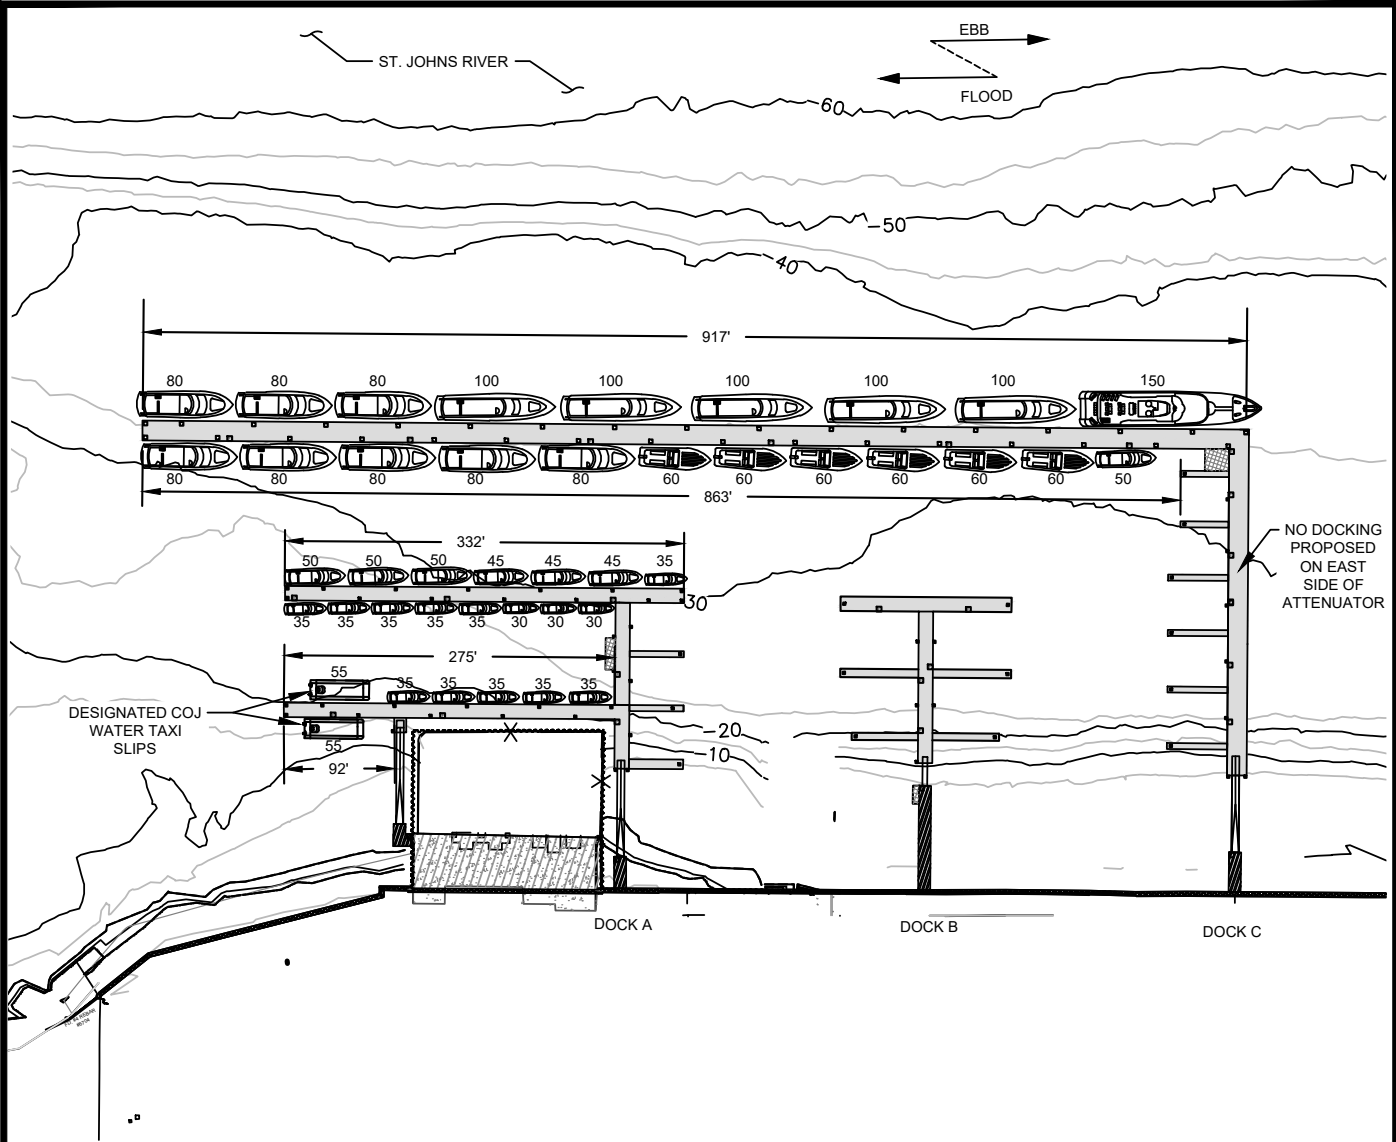 EBB
ST. JOHNS RIVER
FLOOD
60
-50
40
917'
80 80 80 100 100 100 100 100 150
80 80 80 80 80 60 60 60 60 60 60 50
863'
NO DOCKING
PROPOSED
ON EAST
SIDE OF
ATTENUATOR
332'
50 50 50 45 45 45 35
30
35 35 35 35 35 30 30 30
275'
55
35 35 35 35 35
DESIGNATED COJ
WATER TAXI
SLIPS
55
92'
-20
10
DOCK A
DOCK B
DOCK C